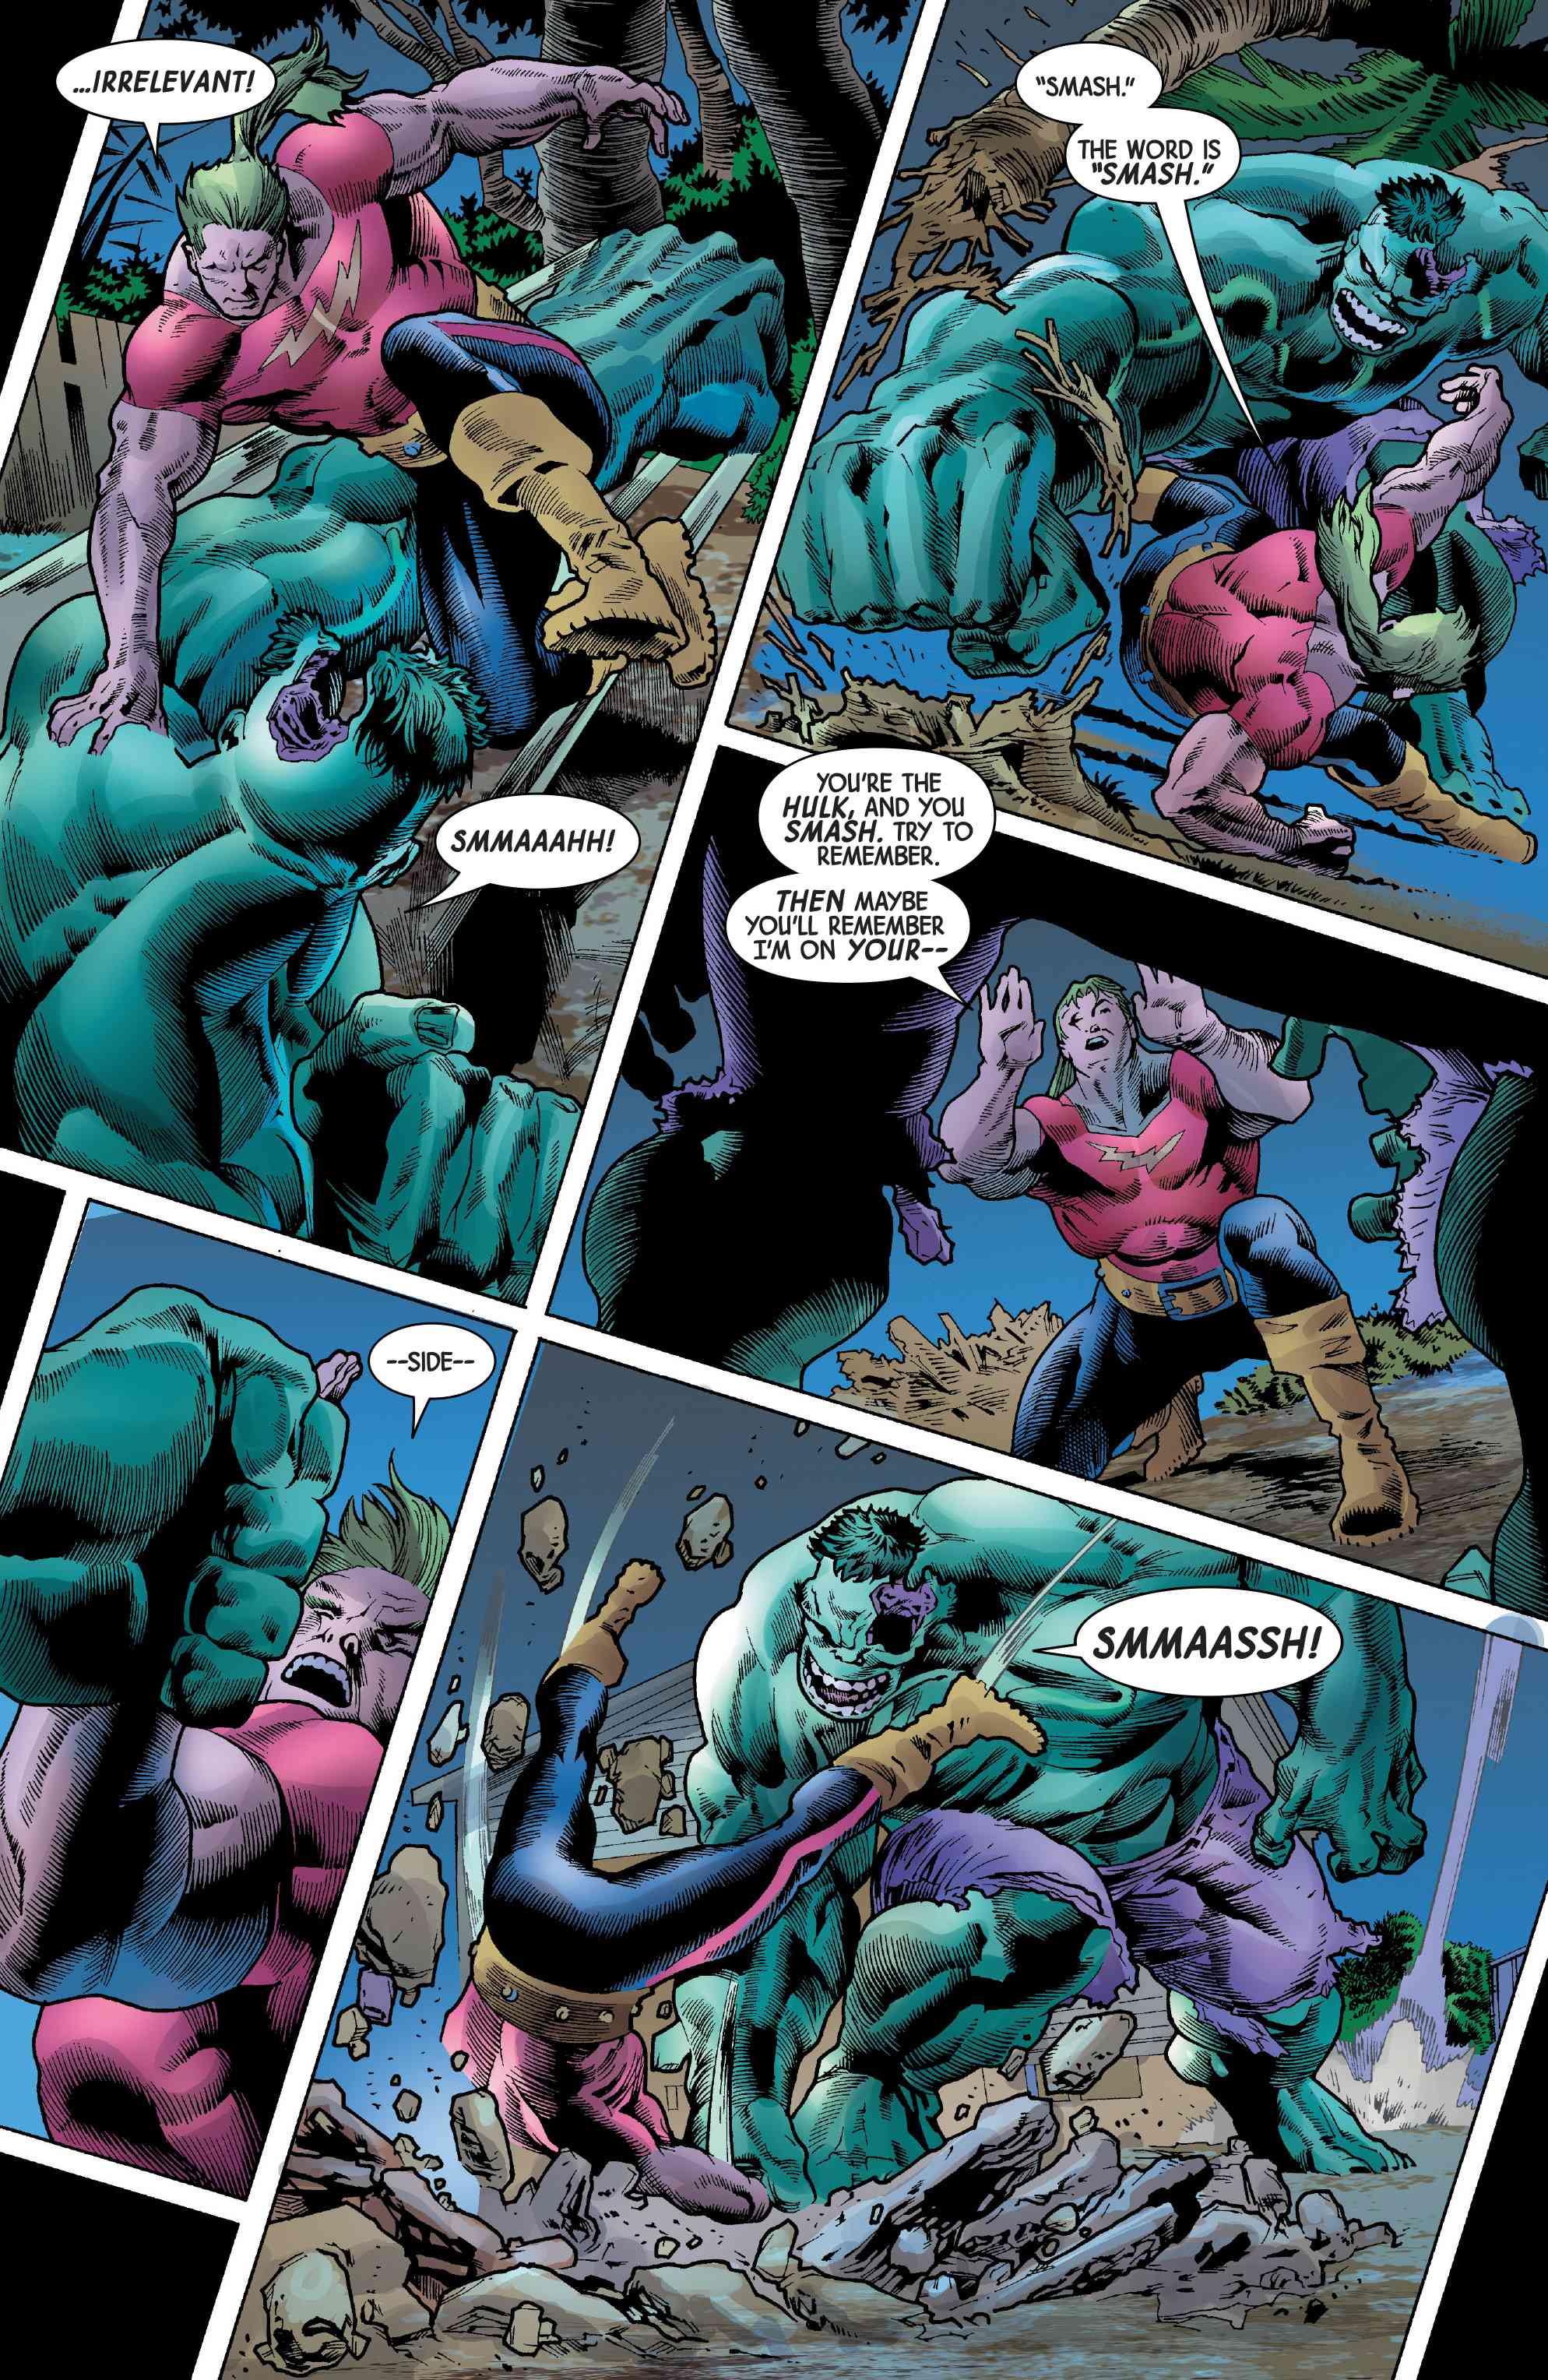 ...IRRELEVANT!
SMMAAAHH!
"SMASH."
THE WORD IS
"SMASH."
YOU'RE THE
HULK, AND YOU
SMASH. TRY TO
REMEMBER.
THEN MAYBE
YOU'LL REMEMBER
I'M ON YOUR--
--SIDE--
SMMAASSH!